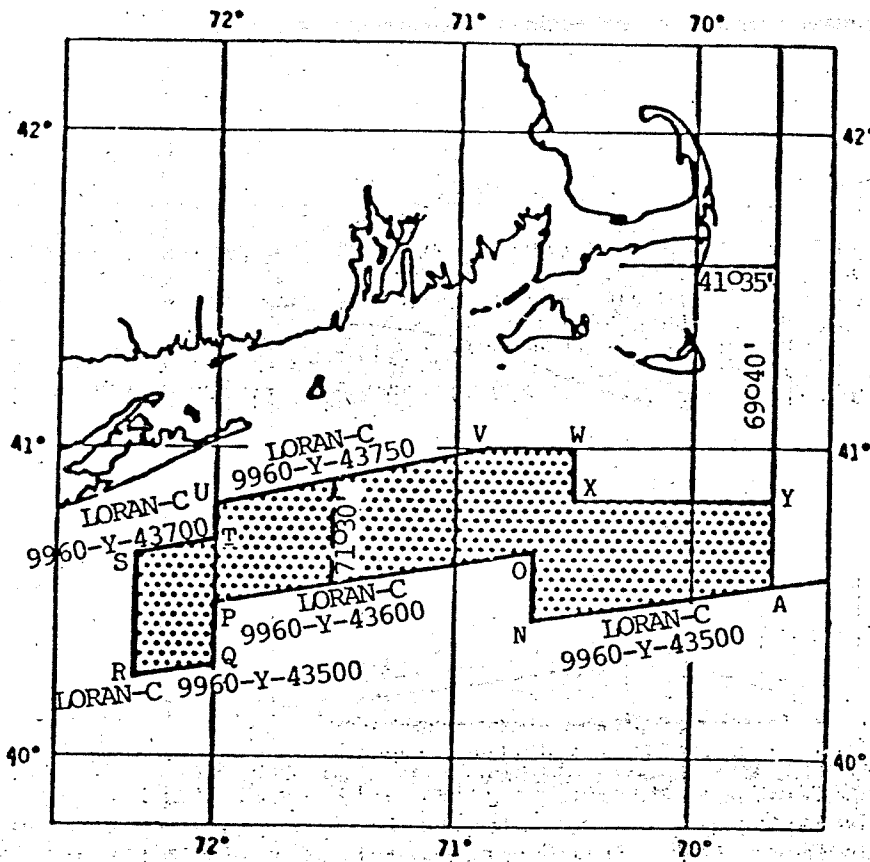 72° 71° 70°
42° 42°
41°35'
69°40'
41° 41°
V W
LORAN-C
9960-Y-43750
U
X Y
LORAN-C
9960-Y-43700
T
S
71°30'
O
P
LORAN-C
9960-Y-43600
A
N
LORAN-C
9960-Y-43500
Q
R
LORAN-C 9960-Y-43500
40° 40°
72° 71° 70°